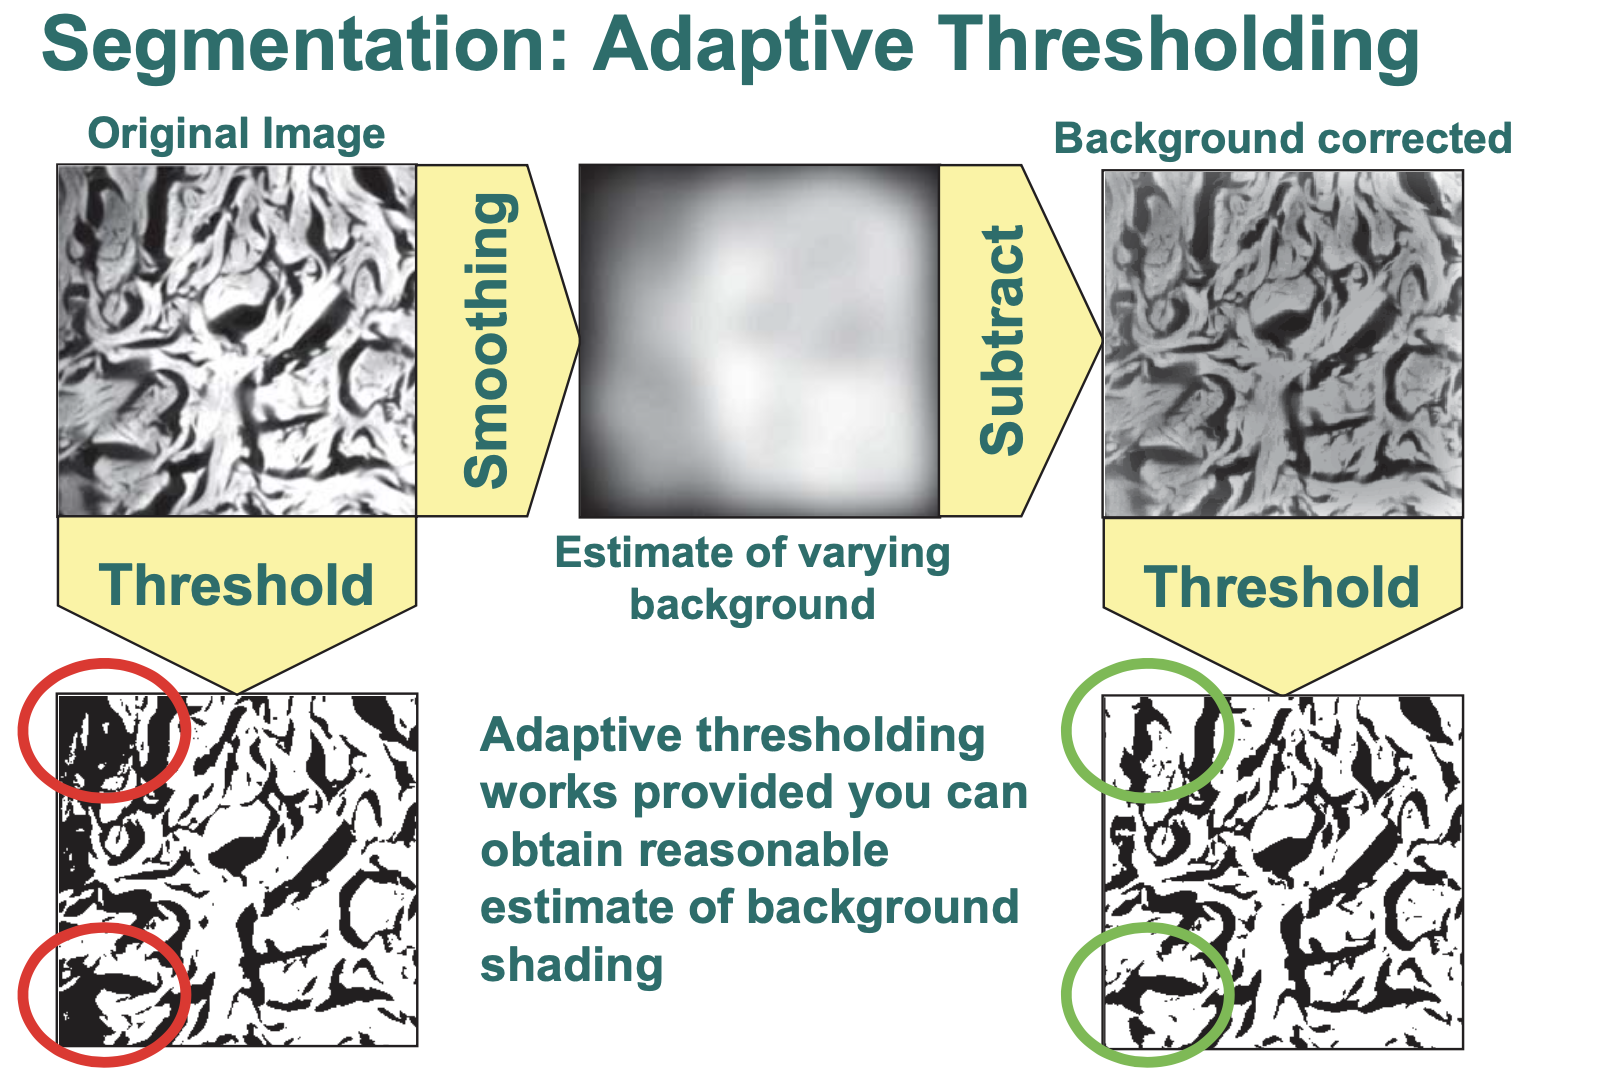 Segmentation: Adaptive Thresholding
Original Image
Background corrected
Smoothing
Subtract
Estimate of varying
background
Threshold
Threshold
Adaptive thresholding
works provided you can
obtain reasonable
estimate of background
shading